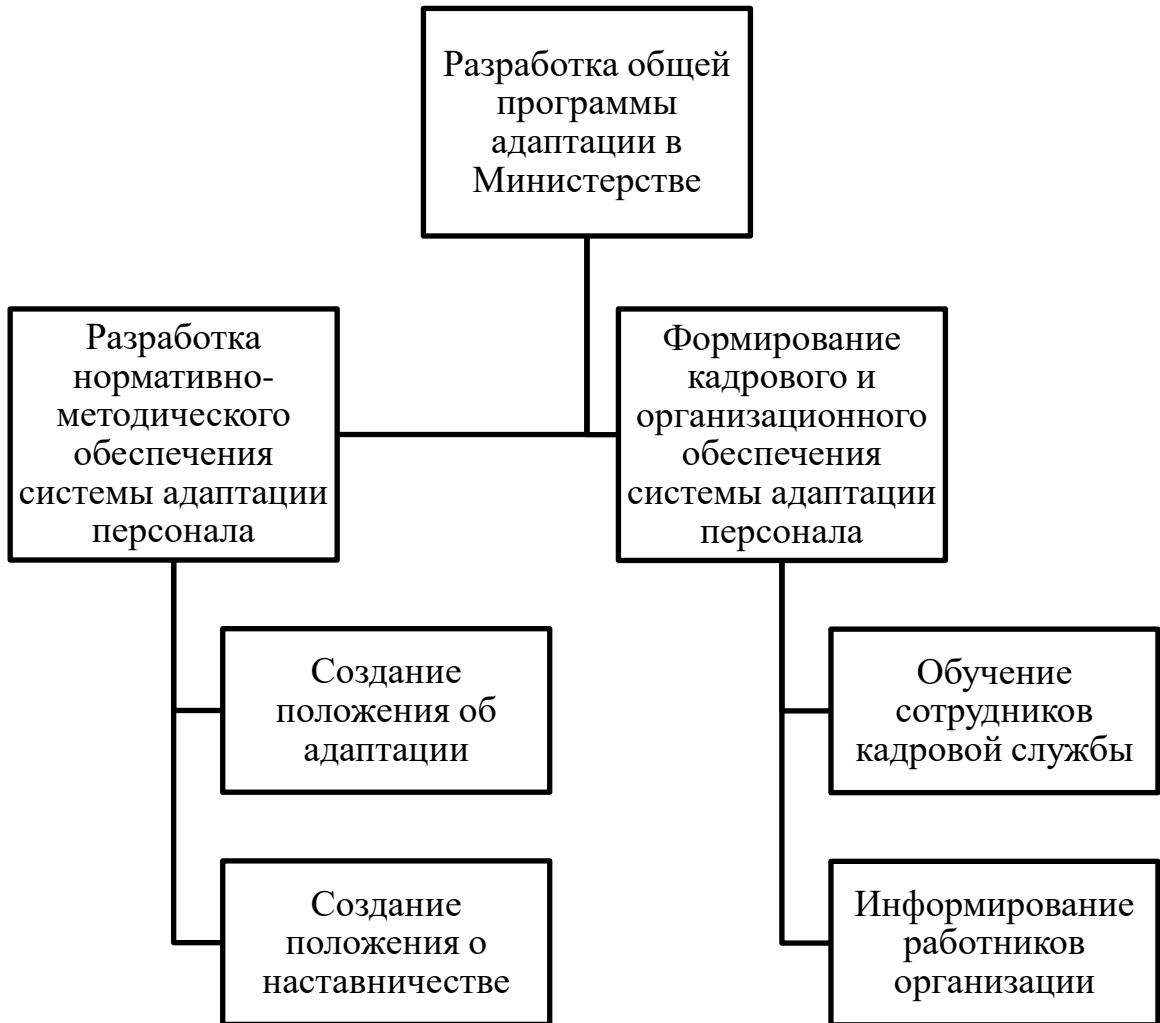 Разработка общей
программы
адаптации в
Министерстве
Разработка
нормативно-
методического
обеспечения
системы адаптации
персонала
Формирование
кадрового и
организационного
обеспечения
системы адаптации
персонала
Создание
положения об
адаптации
Создание
положения о
наставничестве
Обучение
сотрудников
кадровой службы
Информирование
работников
организации